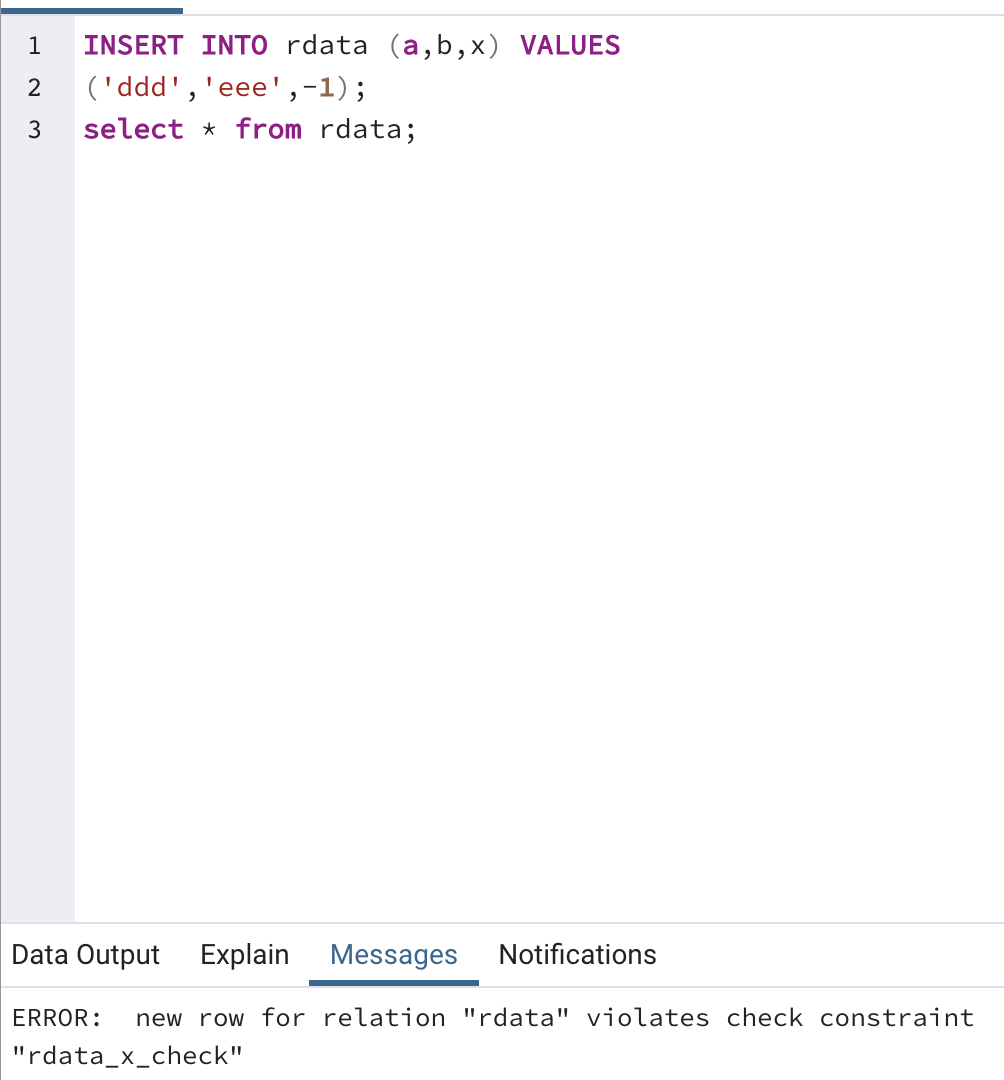 1 INSERT INTO rdata (a,b,x) VALUES
2 ('ddd','eee',-1);
3 select * from rdata;
Data Output Explain Messages Notifications
ERROR:  new row for relation "rdata" violates check constraint
"rdata_x_check"